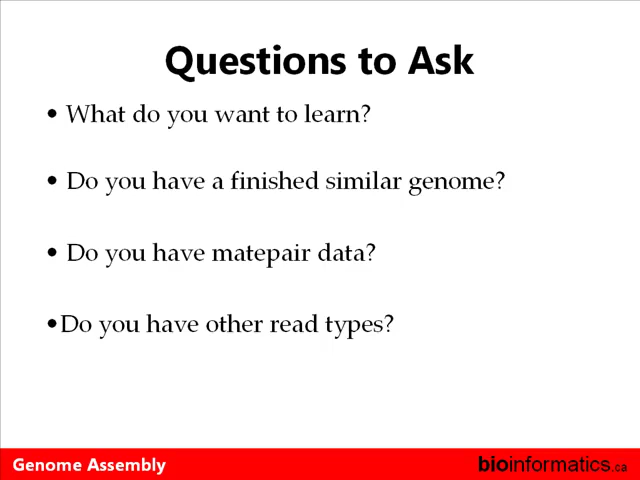 Questions to Ask
• What do you want to learn?
• Do you have a finished similar genome?
• Do you have matepair data?
•Do you have other read types?
Genome Assembly
bioinformatics.ca